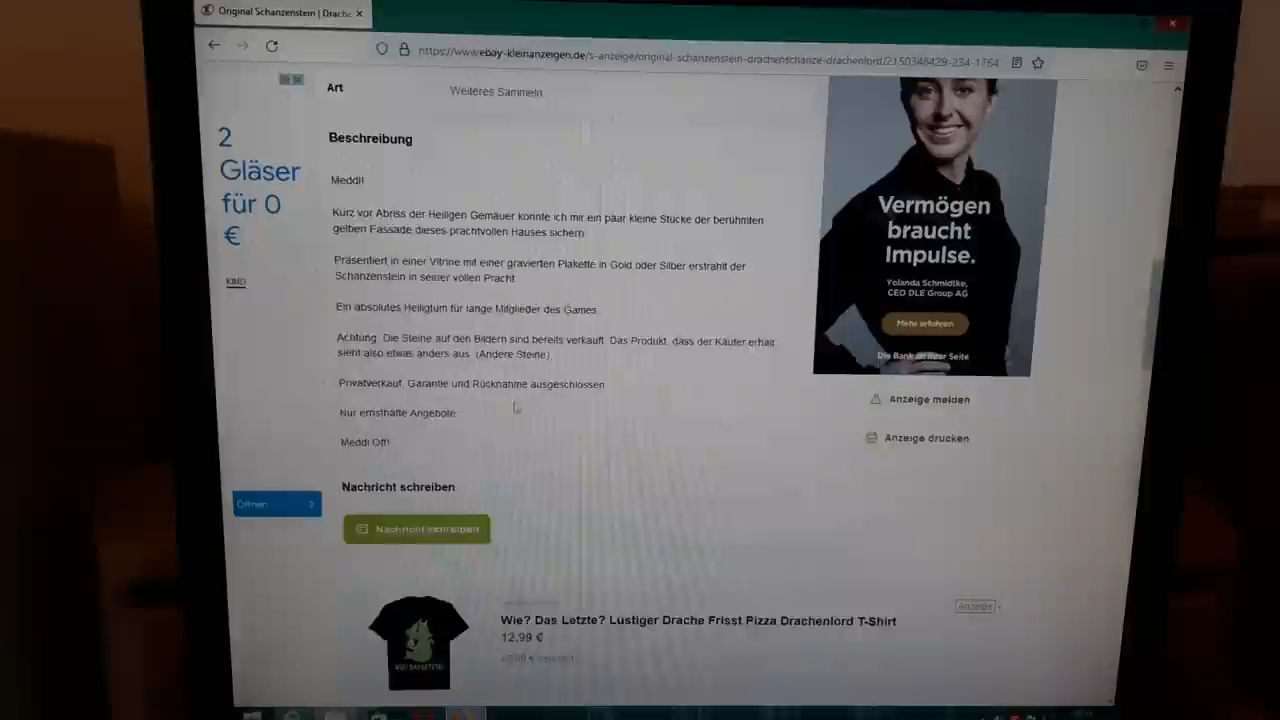 Original Schanzenstein | Drache
https://www.ebay-kleinanzeigen.de/s-anzeige/original-schanzenstein-drachenschanze-drachenlord/2150348429-234-1764
Art
Weiteres Sammeln
Beschreibung
Meddl!
Kurz vor Abriss der Heiligen Gemäuer konnte ich mir ein paar kleine Stücke der berühmten
gelben Fassade dieses prachtvollen Hauses sichern.
Präsentiert in einer Vitrine mit einer gravierten Plakette in Gold oder Silber erstrahlt der
Schanzenstein in seiner vollen Pracht.
Ein absolutes Heiligtum für lange Mitglieder des Games.
Achtung: Die Steine auf den Bildern sind bereits verkauft. Das Produkt, dass der Käufer erhält
sieht also etwas anders aus. (Andere Steine)
Privatverkauf, Garantie und Rücknahme ausgeschlossen.
Nur ernsthafte Angebote.
Meddl Off!
Nachricht schreiben
Nachricht schreiben
2
Gläser
für 0
€
KIND
Öffnen
Vermögen
braucht
Impulse.
Yolanda Schmidtke,
CEO DLE Group AG
Mehr erfahren
Die Bank an Ihrer Seite
Anzeige melden
Anzeige drucken
Anzeige
Wie? Das Letzte? Lustiger Drache Frisst Pizza Drachenlord T-Shirt
12,99 €